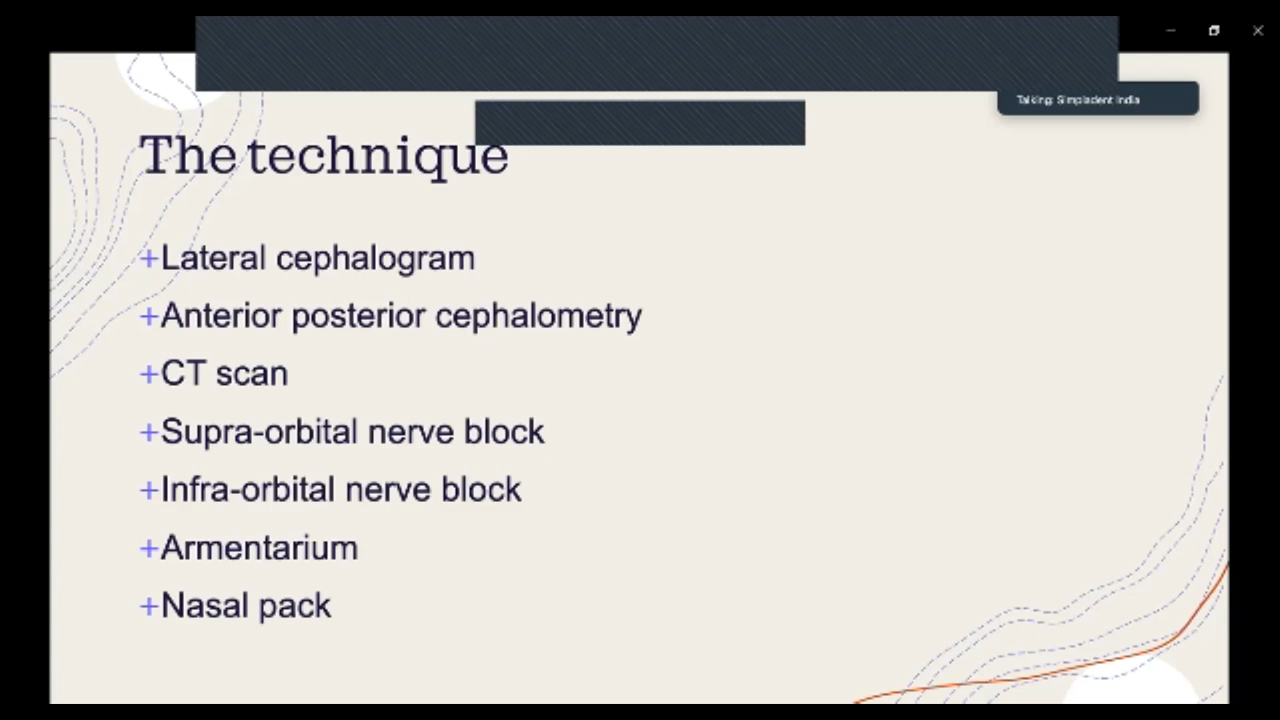 Talking: Simpladent India
The technique
+Lateral cephalogram
+Anterior posterior cephalometry
+CT scan
+Supra-orbital nerve block
+Infra-orbital nerve block
+Armentarium
+Nasal pack